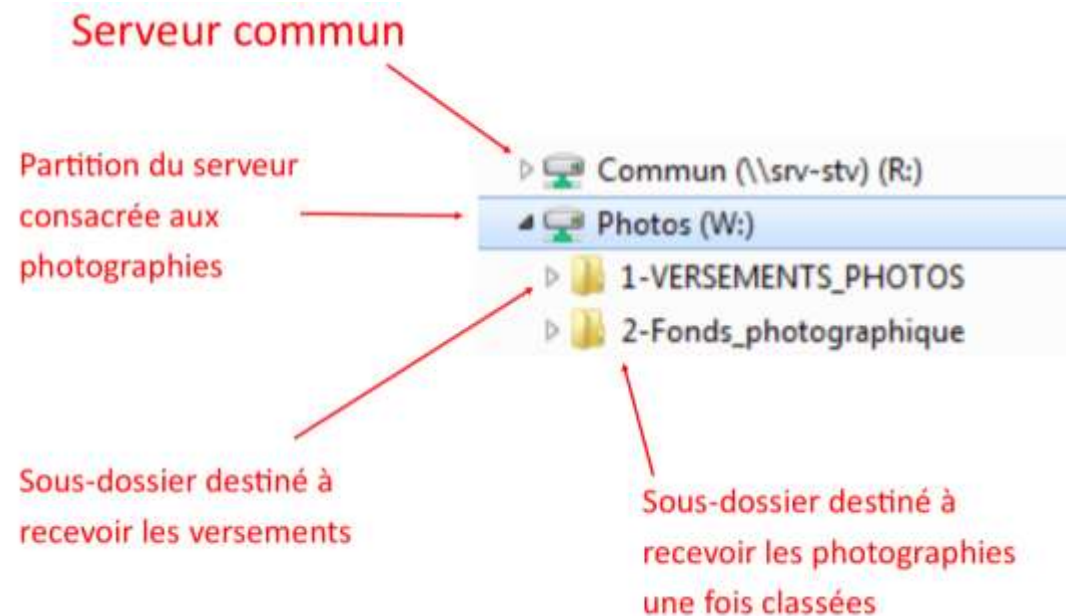 Serveur commun
Partition du serveur
consacrée aux
photographies
Commun (\\srv-stv) (R:)
Photos (W:)
1-VERSEMENTS_PHOTOS
2-Fonds_photographique
Sous-dossier destiné à
recevoir les versements
Sous-dossier destiné à
recevoir les photographies
une fois classées